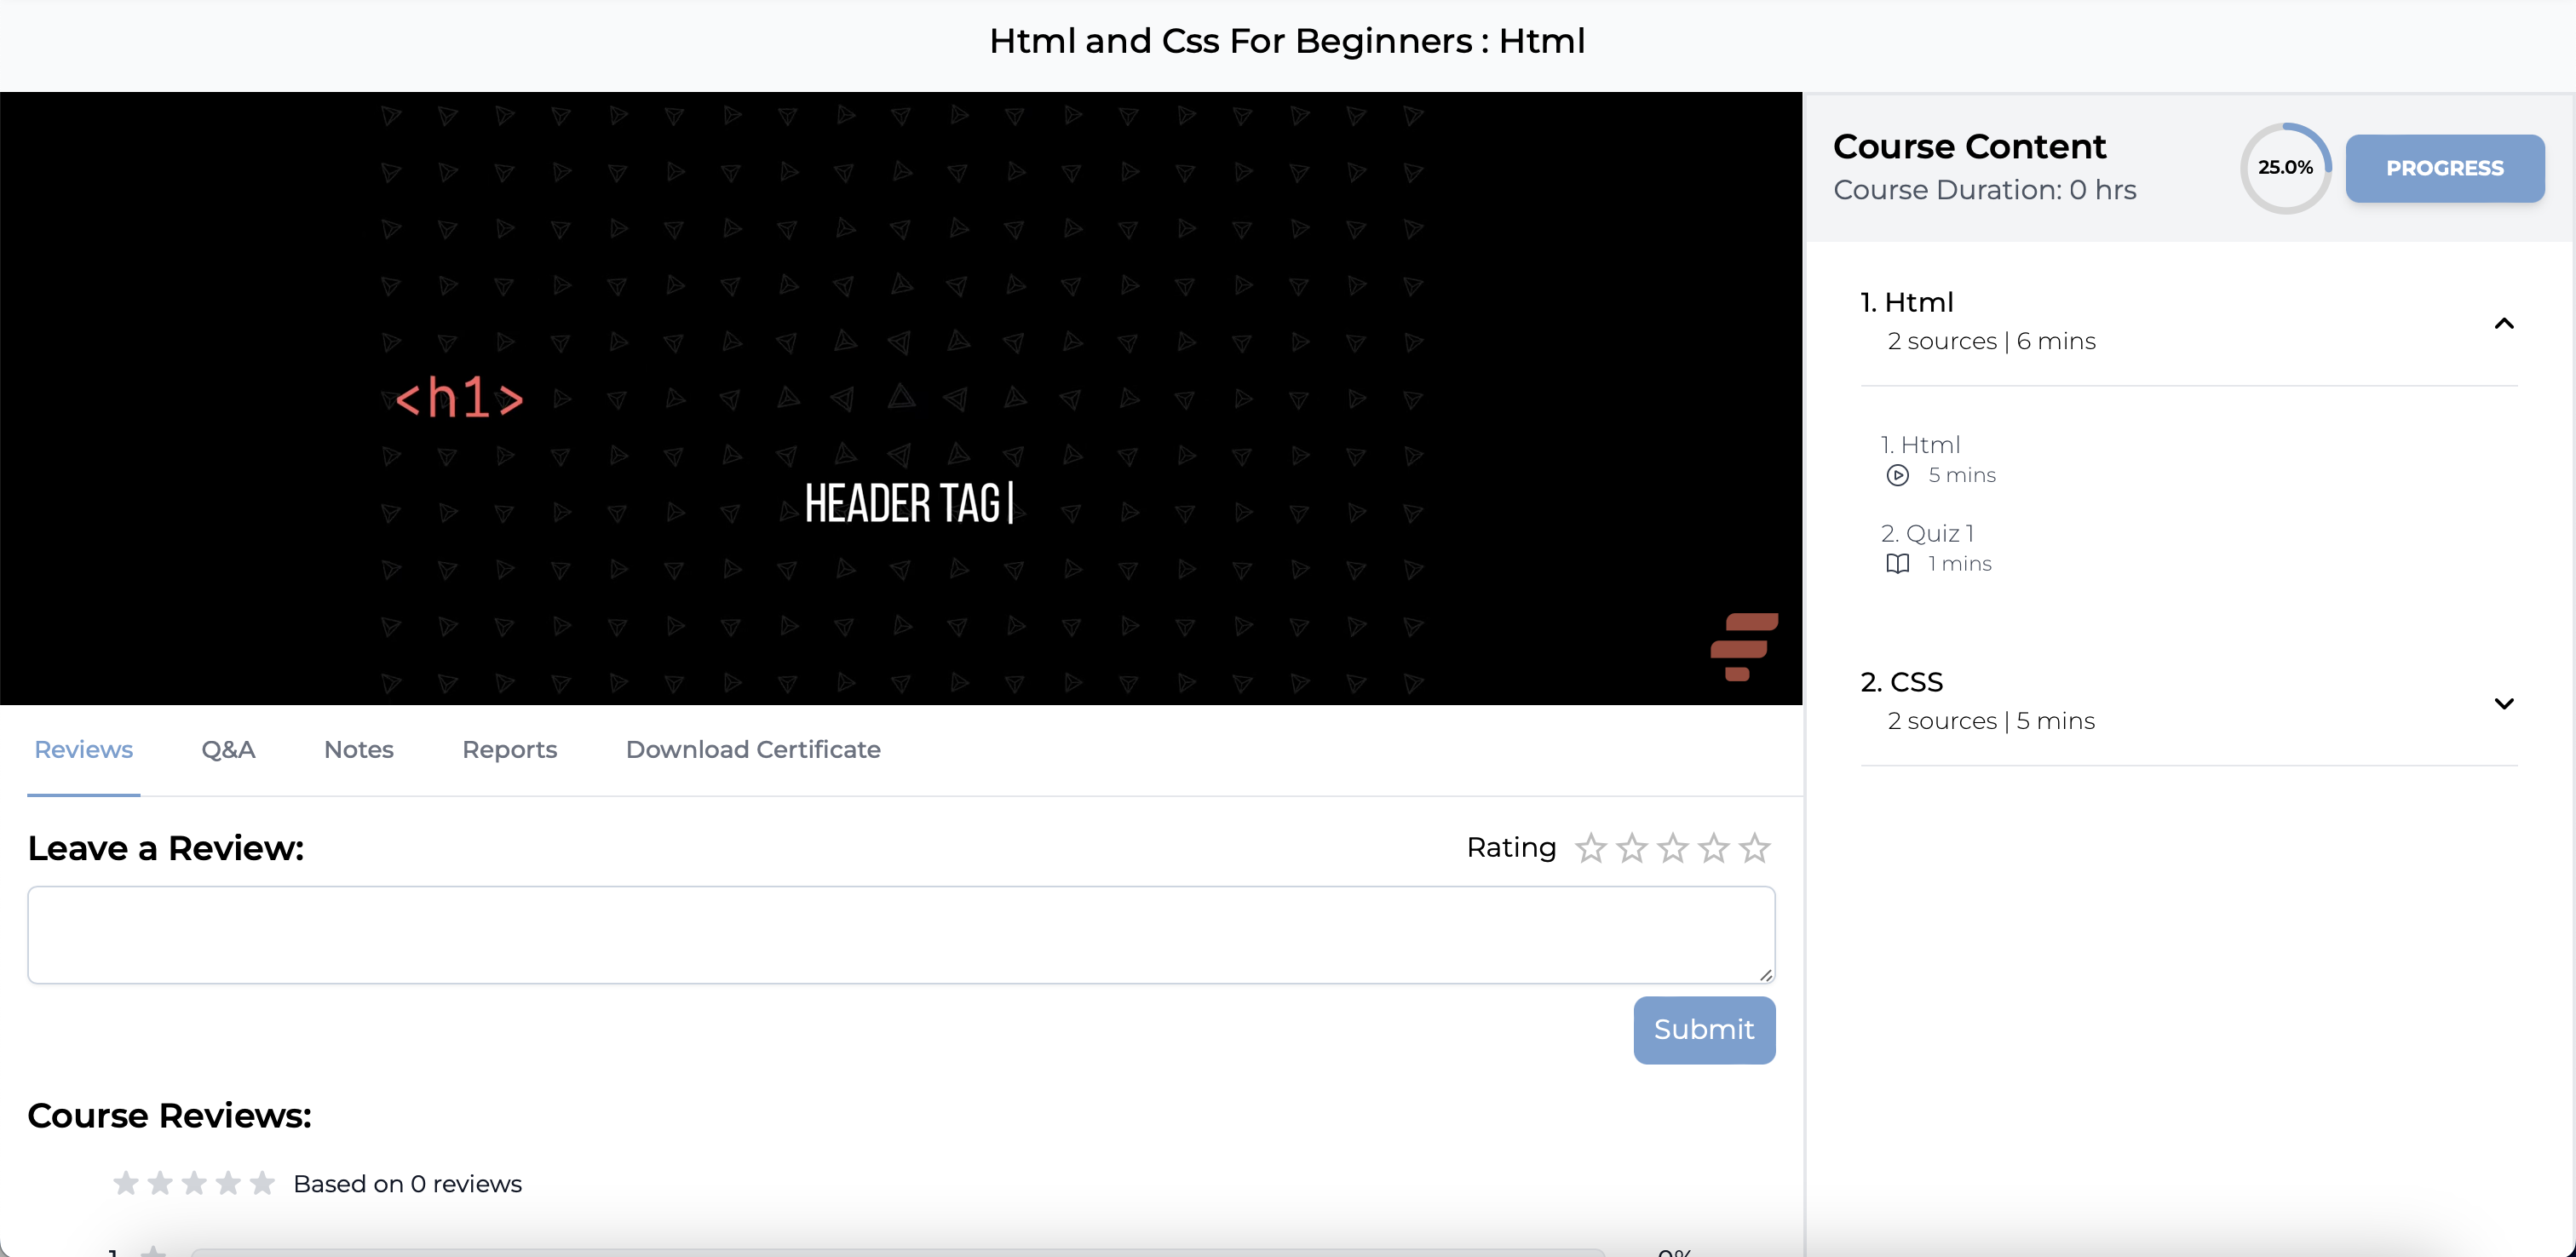 Html and Css For Beginners : Html
<h1>
HEADER TAG
Reviews
Q&A
Notes
Reports
Download Certificate
Leave a Review:
Rating
Submit
Course Reviews:
Based on 0 reviews
1
0%
Course Content
Course Duration: 0 hrs
25.0%
PROGRESS
1. Html
2 sources | 6 mins
1. Html
5 mins
2. Quiz 1
1 mins
2. CSS
2 sources | 5 mins